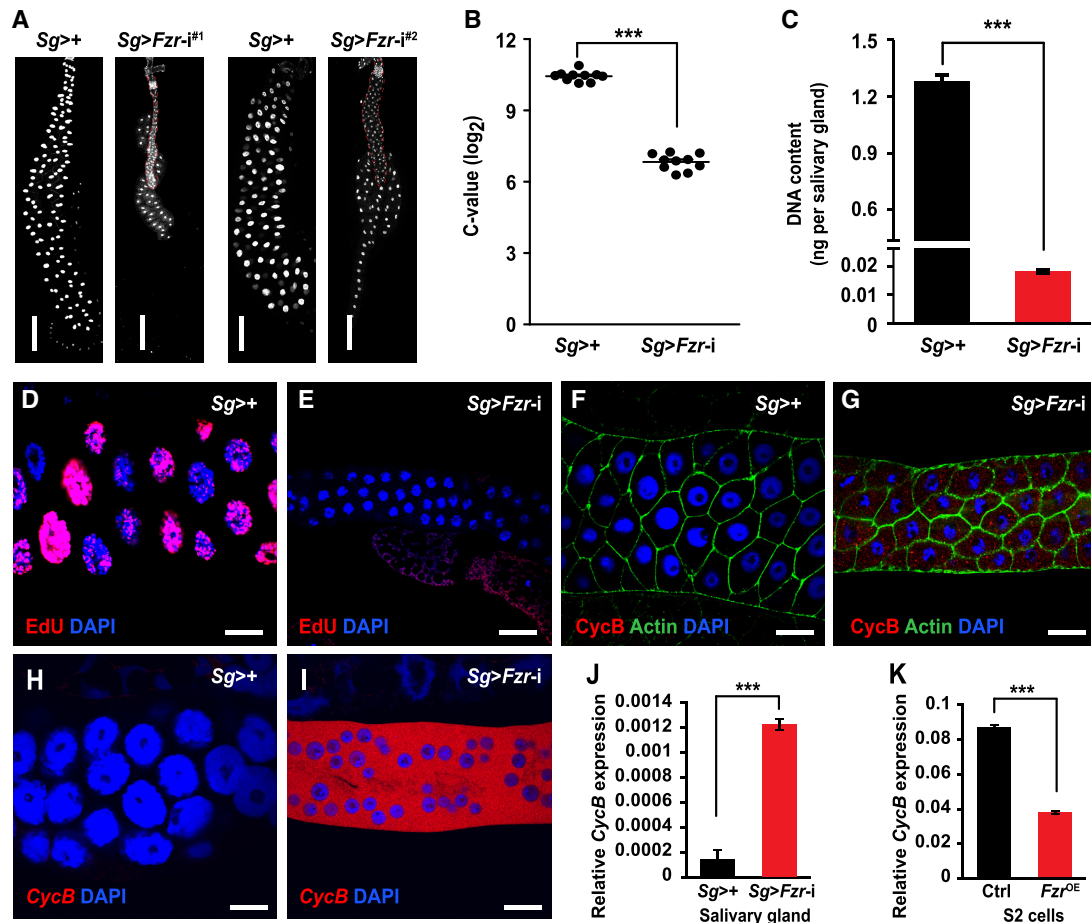 A
Sg>+ Sg>Fzr-i#1 Sg>+ Sg>Fzr-i#2
B
***
12
9
6
3
0
C-value (log2)
Sg>+ Sg>Fzr-i
C
***
1.5
1.2
0.9
0.6
0.02
0.01
0
DNA content
(ng per salivary gland)
Sg>+ Sg>Fzr-i
D
Sg>+
EdU DAPI
E
Sg>Fzr-i
EdU DAPI
F
Sg>+
CycB Actin DAPI
G
Sg>Fzr-i
CycB Actin DAPI
H
Sg>+
CycB DAPI
I
Sg>Fzr-i
CycB DAPI
J
***
0.0014
0.0012
0.001
0.0008
0.0006
0.0004
0.0002
0
Relative CycB expression
Sg>+ Sg>Fzr-i
Salivary gland
K
***
0.1
0.08
0.06
0.04
0.02
0
Relative CycB expression
Ctrl FzrOE
S2 cells